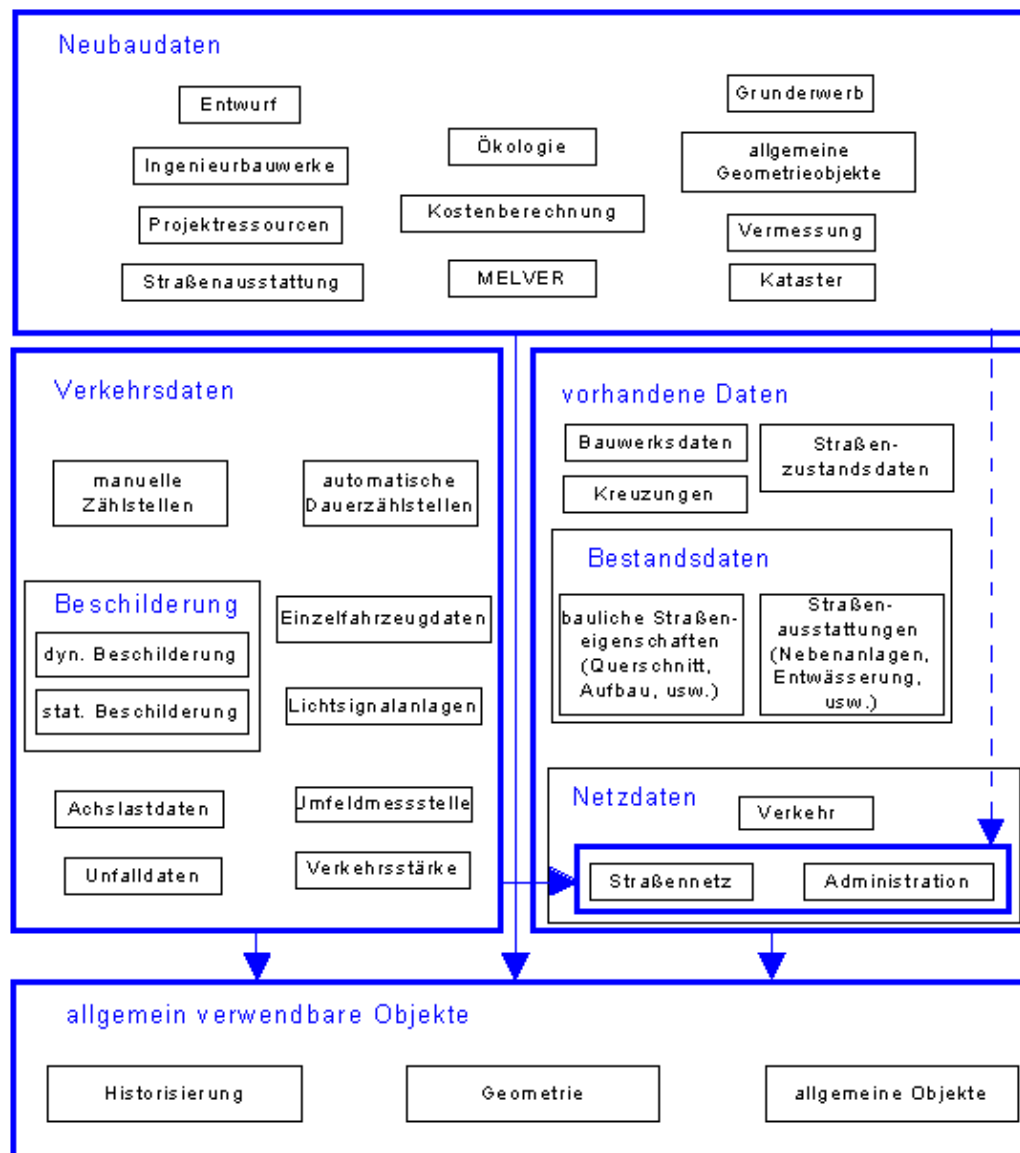 Neubaudaten
Entwurf
Ingenieurbauwerke
Projektressourcen
Straßenausstattung
Ökologie
Kostenberechnung
MELVER
Grunderwerb
allgemeine
Geometrieobjekte
Vermessung
Kataster
Verkehrsdaten
manuelle
Zählstellen
automatische
Dauerzählstellen
Beschilderung
dyn. Beschilderung
stat. Beschilderung
Einzelfahrzeugdaten
Lichtsignalanlagen
Achslastdaten
Umfeldmessstelle
Unfalldaten
Verkehrsstärke
vorhandene Daten
Bauwerksdaten
Kreuzungen
Straßen-
zustandsdaten
Bestandsdaten
bauliche Straßen-
eigenschaften
(Querschnitt,
Aufbau, usw.)
Straßen-
ausstattungen
(Nebenanlagen,
Entwässerung,
usw.)
Netzdaten
Verkehr
Straßennetz
Administration
allgemein verwendbare Objekte
Historisierung
Geometrie
allgemeine Objekte